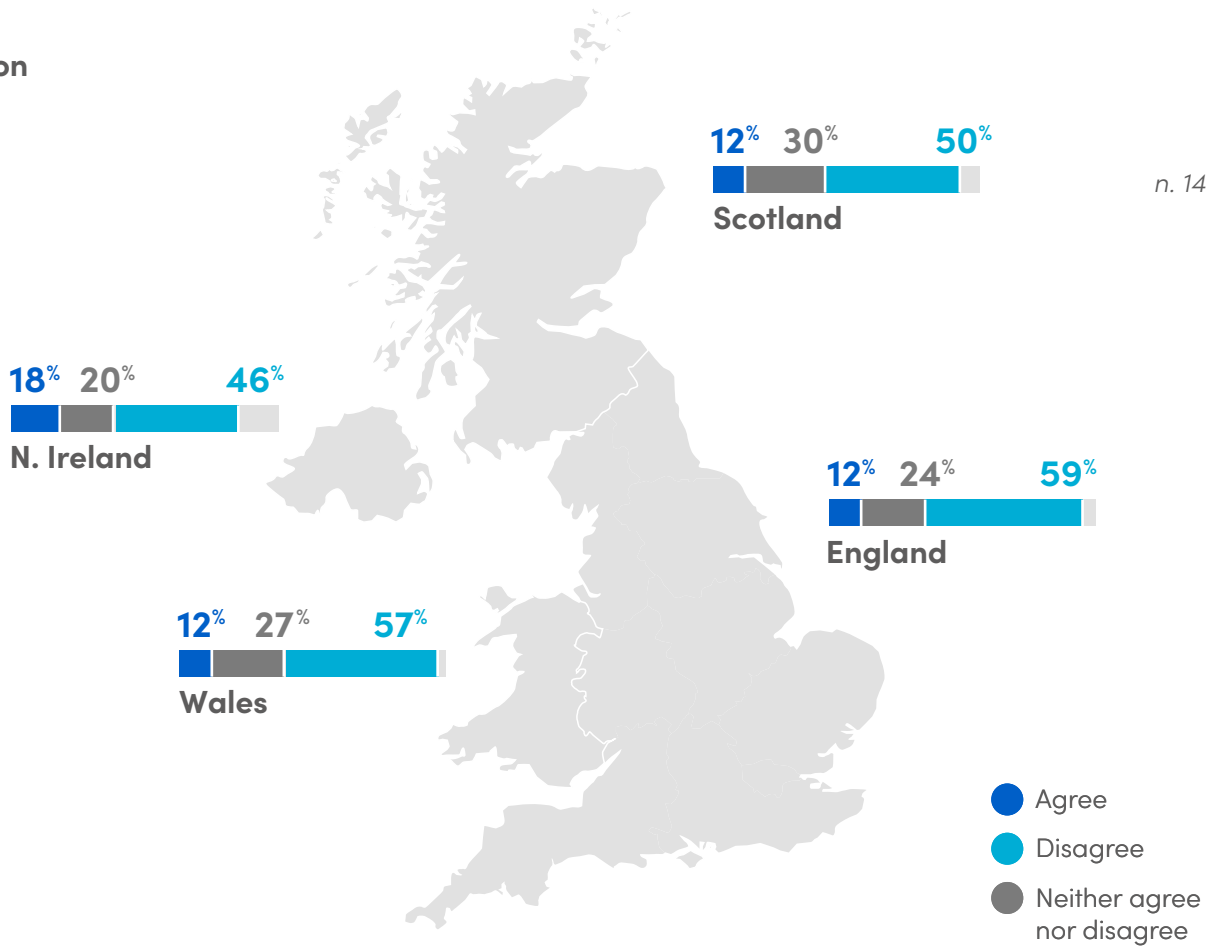 on
12% 30% 50%
Scotland
n. 14
18% 20% 46%
N. Ireland
12% 24% 59%
England
12% 27% 57%
Wales
Agree
Disagree
Neither agree
nor disagree